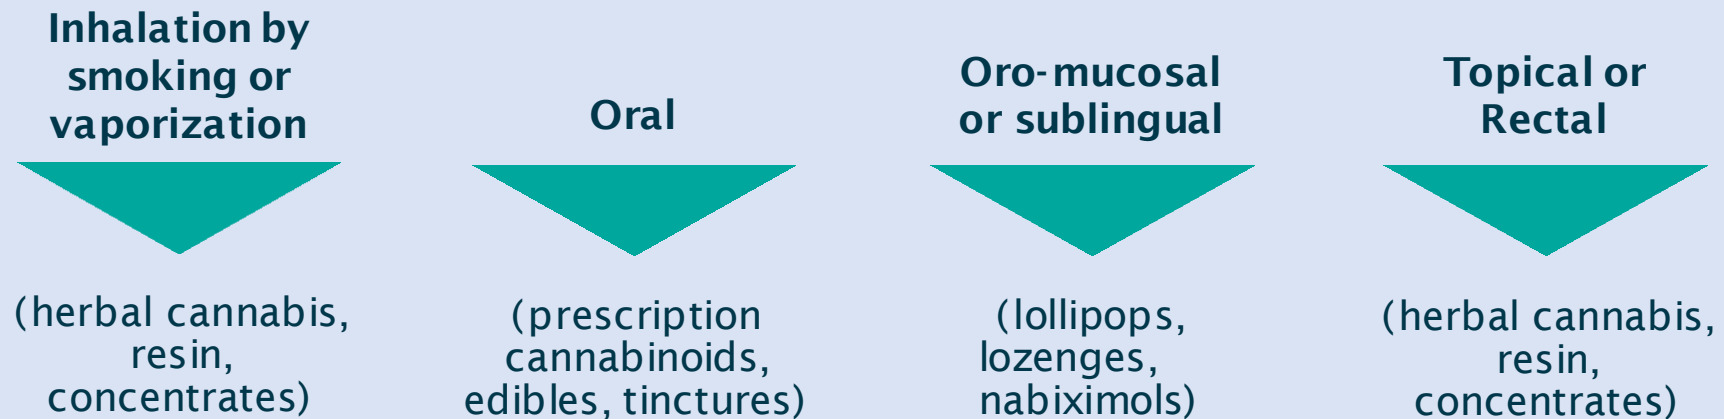 Inhalation by
smoking or
vaporization
(herbal cannabis,
resin,
concentrates)
Oral
(prescription
cannabinoids,
edibles, tinctures)
Oro-mucosal
or sublingual
(lollipops,
lozenges,
nabiximols)
Topical or
Rectal
(herbal cannabis,
resin,
concentrates)